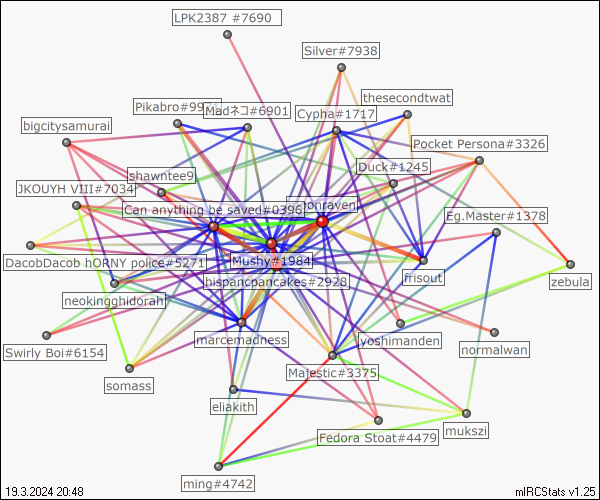 LPK2387 #7690
Silver#7938
thesecondtwat
Pikabro#99
Madネコ#6901
Cypha#1717
bigcitysamurai
Pocket Persona#3326
Duck#1245
shawntee9
JKOUYH VIII#7034
onraven
Can anything be saved#0396
Eg.Master#1378
Mushy#1984
DacobDacob HORNY police#5271
frisout
hispancpancakes#2928
zebula
neokingghidorah
marcemadness
yoshimanden
normalwan
Swirly Boi#6154
Majestic#3375
somass
eliakith
mukszi
Fedora Stoat#4479
ming#4742
19.3.2024 20:48
mIRCStats v1.25